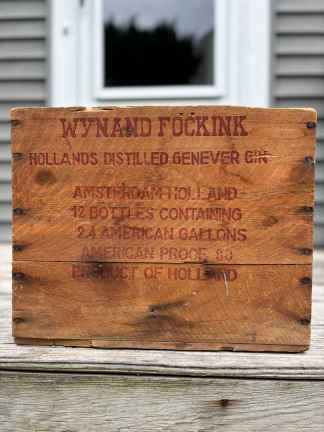 WYNAND FOCKINK
HOLLANDS DISTILLED GENEVER GIN
AMSTERDAM-HOLLAND
12 BOTTLES CONTAINING
2.4 AMERICAN GALLONS
AMERICAN PROOF 80
PRODUCT OF HOLLAND